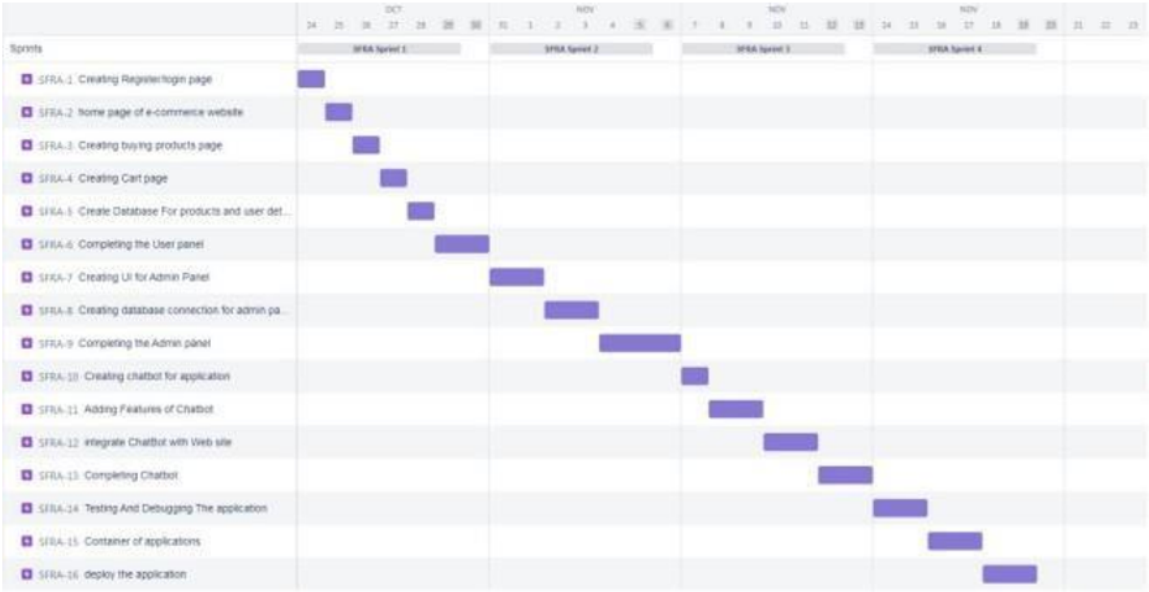 OCT NOV NOV NOV
24 25 26 27 28 29 30 31 1 2 3 4 5 6 7 8 9 10 11 12 13 14 15 16 17 18 19 20 21 22 23
Sprints SFRA Sprint 1 SFRA Sprint 2 SFRA Sprint 3 SFRA Sprint 4
SFRA-1 Creating Register/login page
SFRA-2 home page of e-commerce website
SFRA-3 Creating buying products page
SFRA-4 Creating Cart page
SFRA-5 Create Database For products and user det...
SFRA-6 Completing the User panel
SFRA-7 Creating UI for Admin Panel
SFRA-8 Creating database connection for admin pa...
SFRA-9 Completing the Admin panel
SFRA-10 Creating chatbot for application
SFRA-11 Adding Features of Chatbot
SFRA-12 integrate ChatBot with Web site
SFRA-13 Completing Chatbot
SFRA-14 Testing And Debugging The application
SFRA-15 Container of applications
SFRA-16 deploy the application